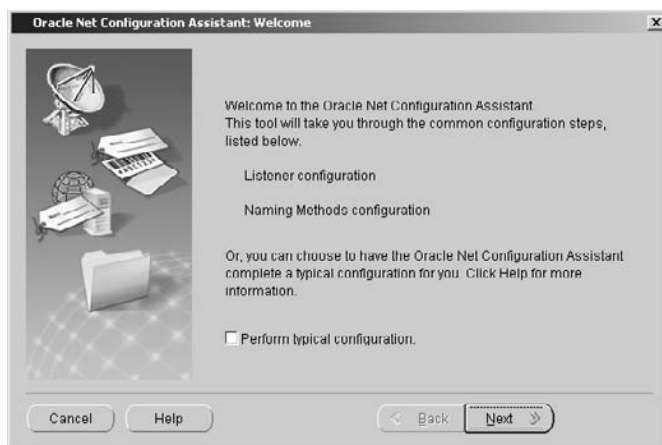 Oracle Net Configuration Assistant: Welcome
Welcome to the Oracle Net Configuration Assistant.
This tool will take you through the common configuration steps,
listed below.
Listener configuration
Naming Methods configuration
Or, you can choose to have the Oracle Net Configuration Assistant
complete a typical configuration for you. Click Help for more
information.
Perform typical configuration.
Cancel
Help
Back
Next